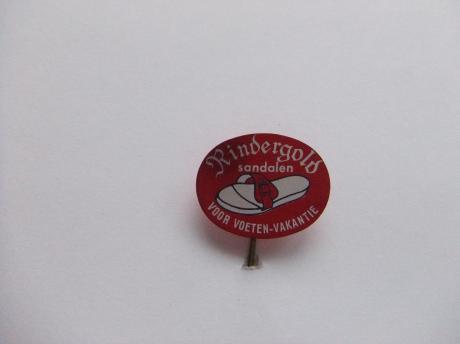 Rindergold
sandalen
VOOR VOETEN-VAKANTIE